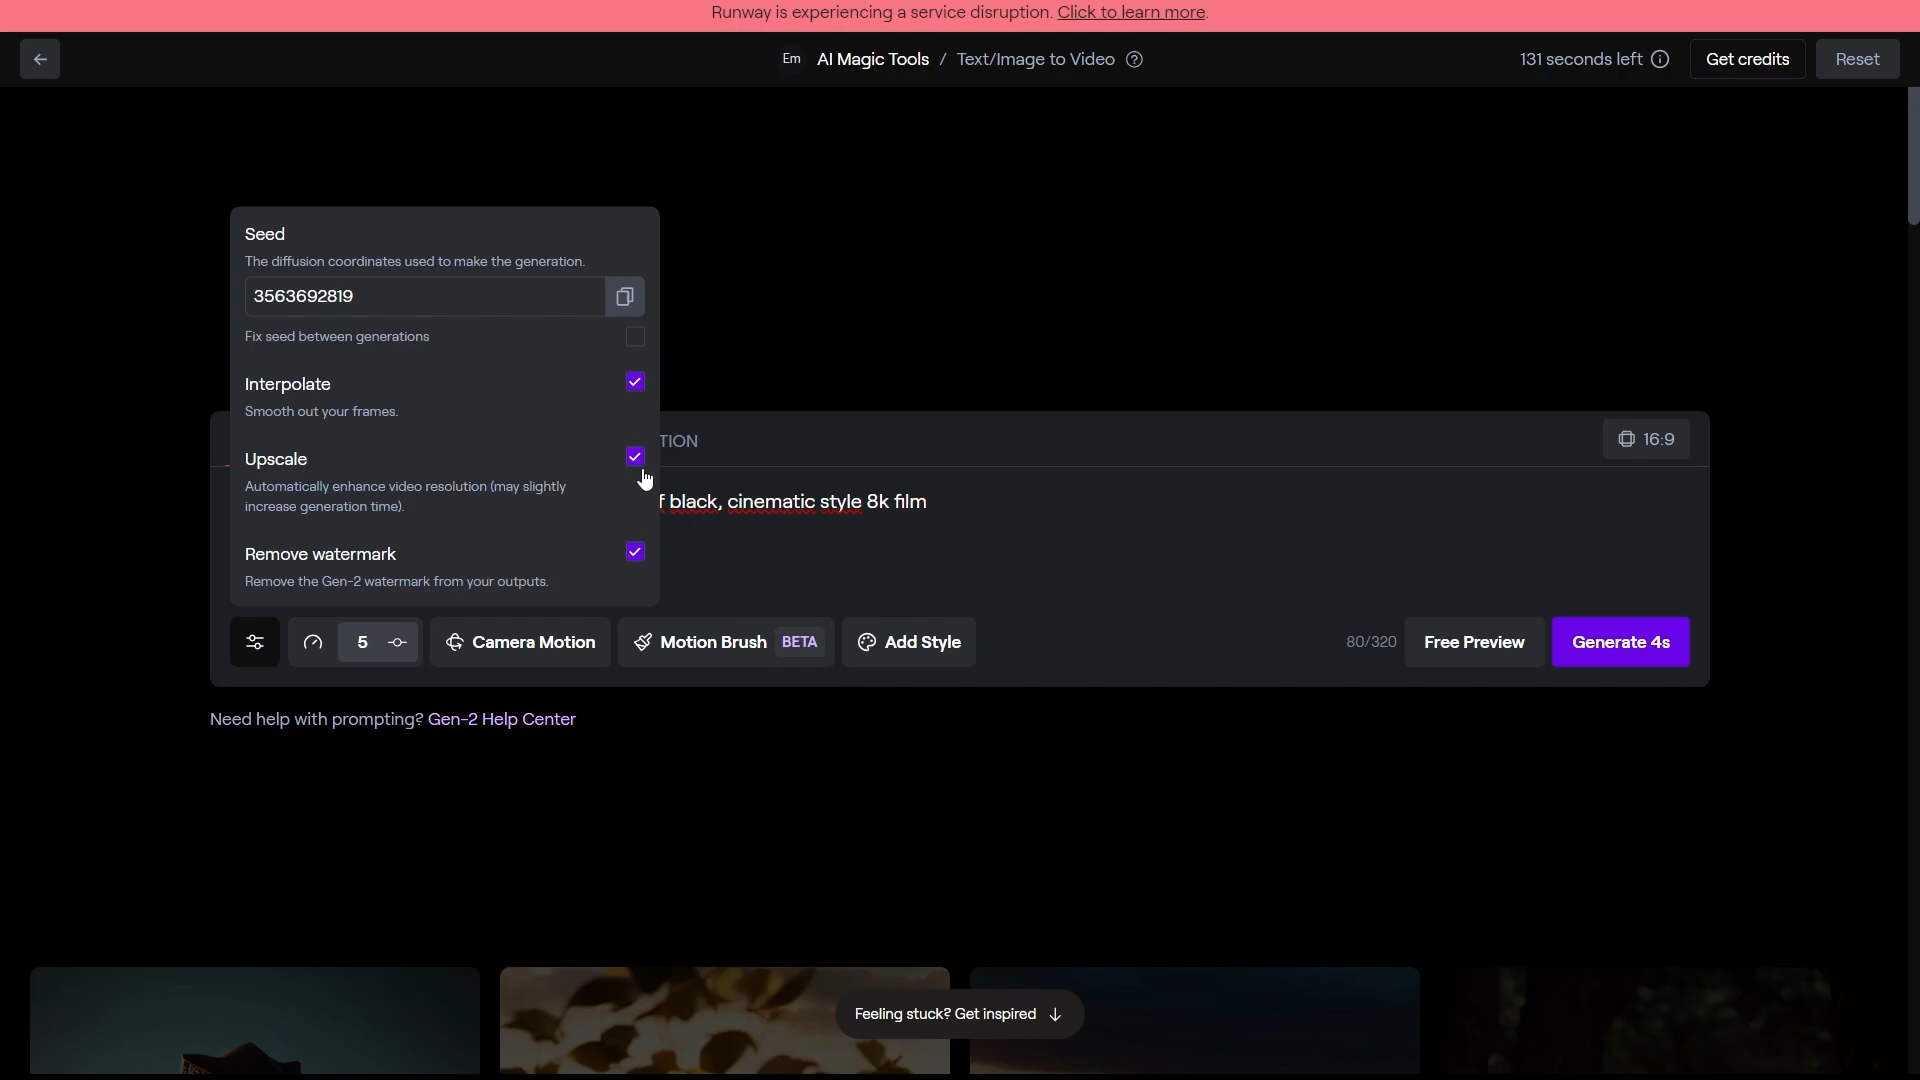 Runway is experiencing a service disruption. Click to learn more.
Em AI Magic Tools / Text/Image to Video
131 seconds left
Get credits
Reset
Seed
The diffusion coordinates used to make the generation.
3563692819
Fix seed between generations
Interpolate
Smooth out your frames.
Upscale
Automatically enhance video resolution (may slightly
increase generation time).
Remove watermark
Remove the Gen-2 watermark from your outputs.
TION
16:9
f black, cinematic style 8k film
5
Camera Motion
Motion Brush BETA
Add Style
80/320
Free Preview
Generate 4s
Need help with prompting? Gen-2 Help Center
Feeling stuck? Get inspired